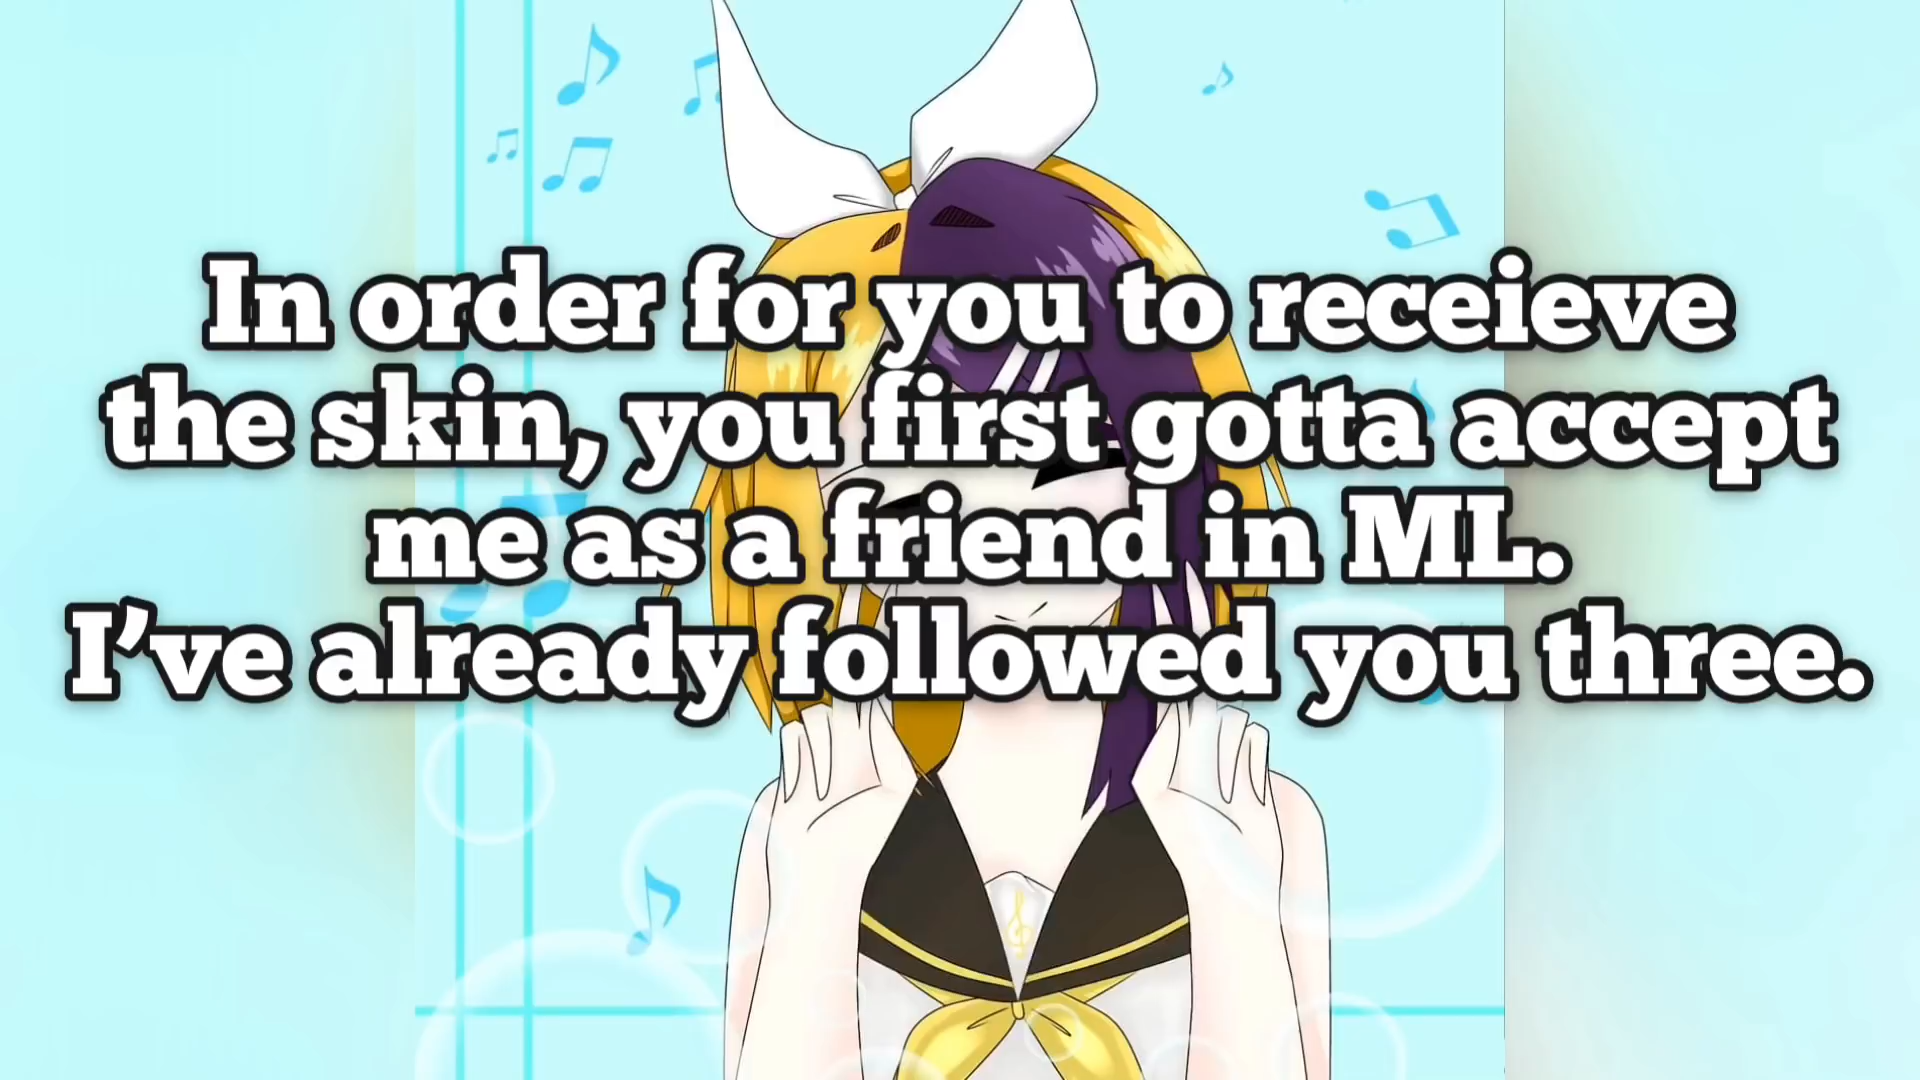 In order for you to receieve
the skin, you first gotta accept
me as a friend in ML.
I’ve already followed you three.